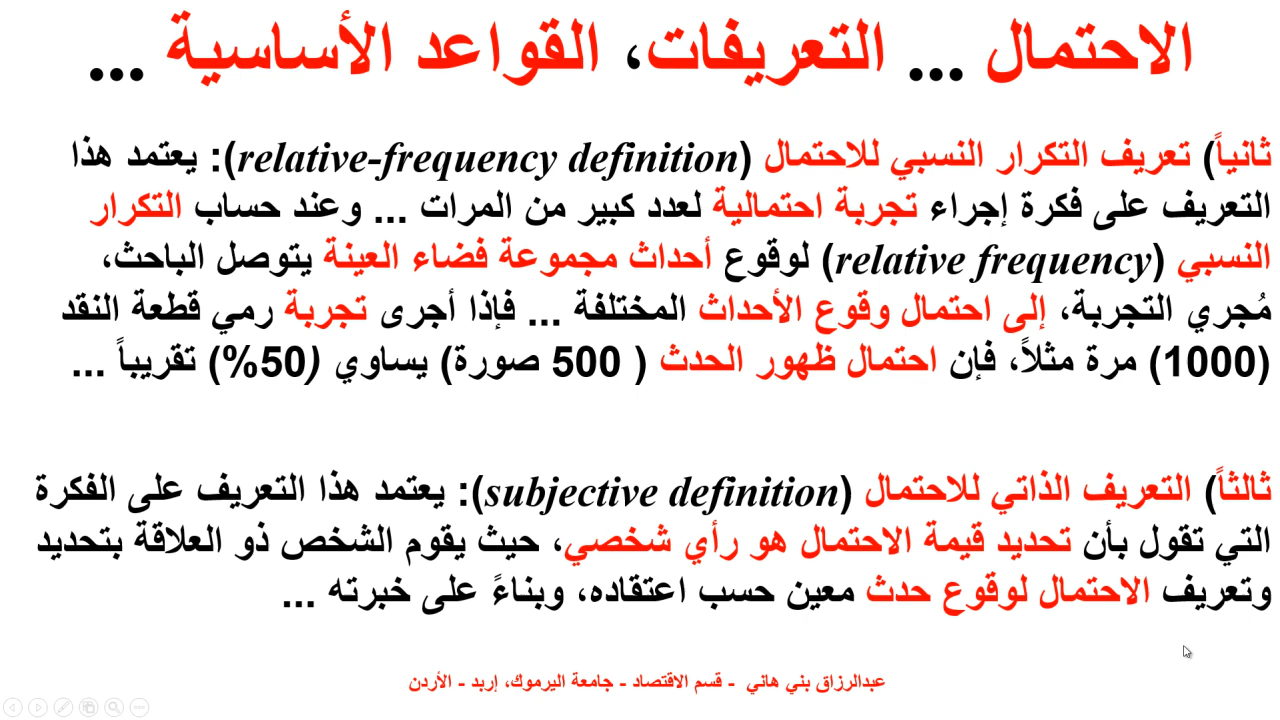 الاحتمال ... التعريفات، القواعد الأساسية ...
ثانياً) تعريف التكرار النسبي للاحتمال (relative-frequency definition): يعتمد هذا
التعريف على فكرة إجراء تجربة احتمالية لعدد كبير من المرات ... وعند حساب التكرار
النسبي (relative frequency) لوقوع أحداث مجموعة فضاء العينة يتوصل الباحث،
مُجري التجربة، إلى احتمال وقوع الأحداث المختلفة ... فإذا أجرى تجربة رمي قطعة النقد
(1000) مرة مثلاً، فإن احتمال ظهور الحدث ( 500 صورة) يساوي (50%) تقريباً ...
ثالثاً) التعريف الذاتي للاحتمال (subjective definition): يعتمد هذا التعريف على الفكرة
التي تقول بأن تحديد قيمة الاحتمال هو رأي شخصي، حيث يقوم الشخص ذو العلاقة بتحديد
وتعريف الاحتمال لوقوع حدث معين حسب اعتقاده، وبناءً على خبرته ...
عبدالرزاق بني هاني - قسم الاقتصاد - جامعة اليرموك، إربد - الأردن